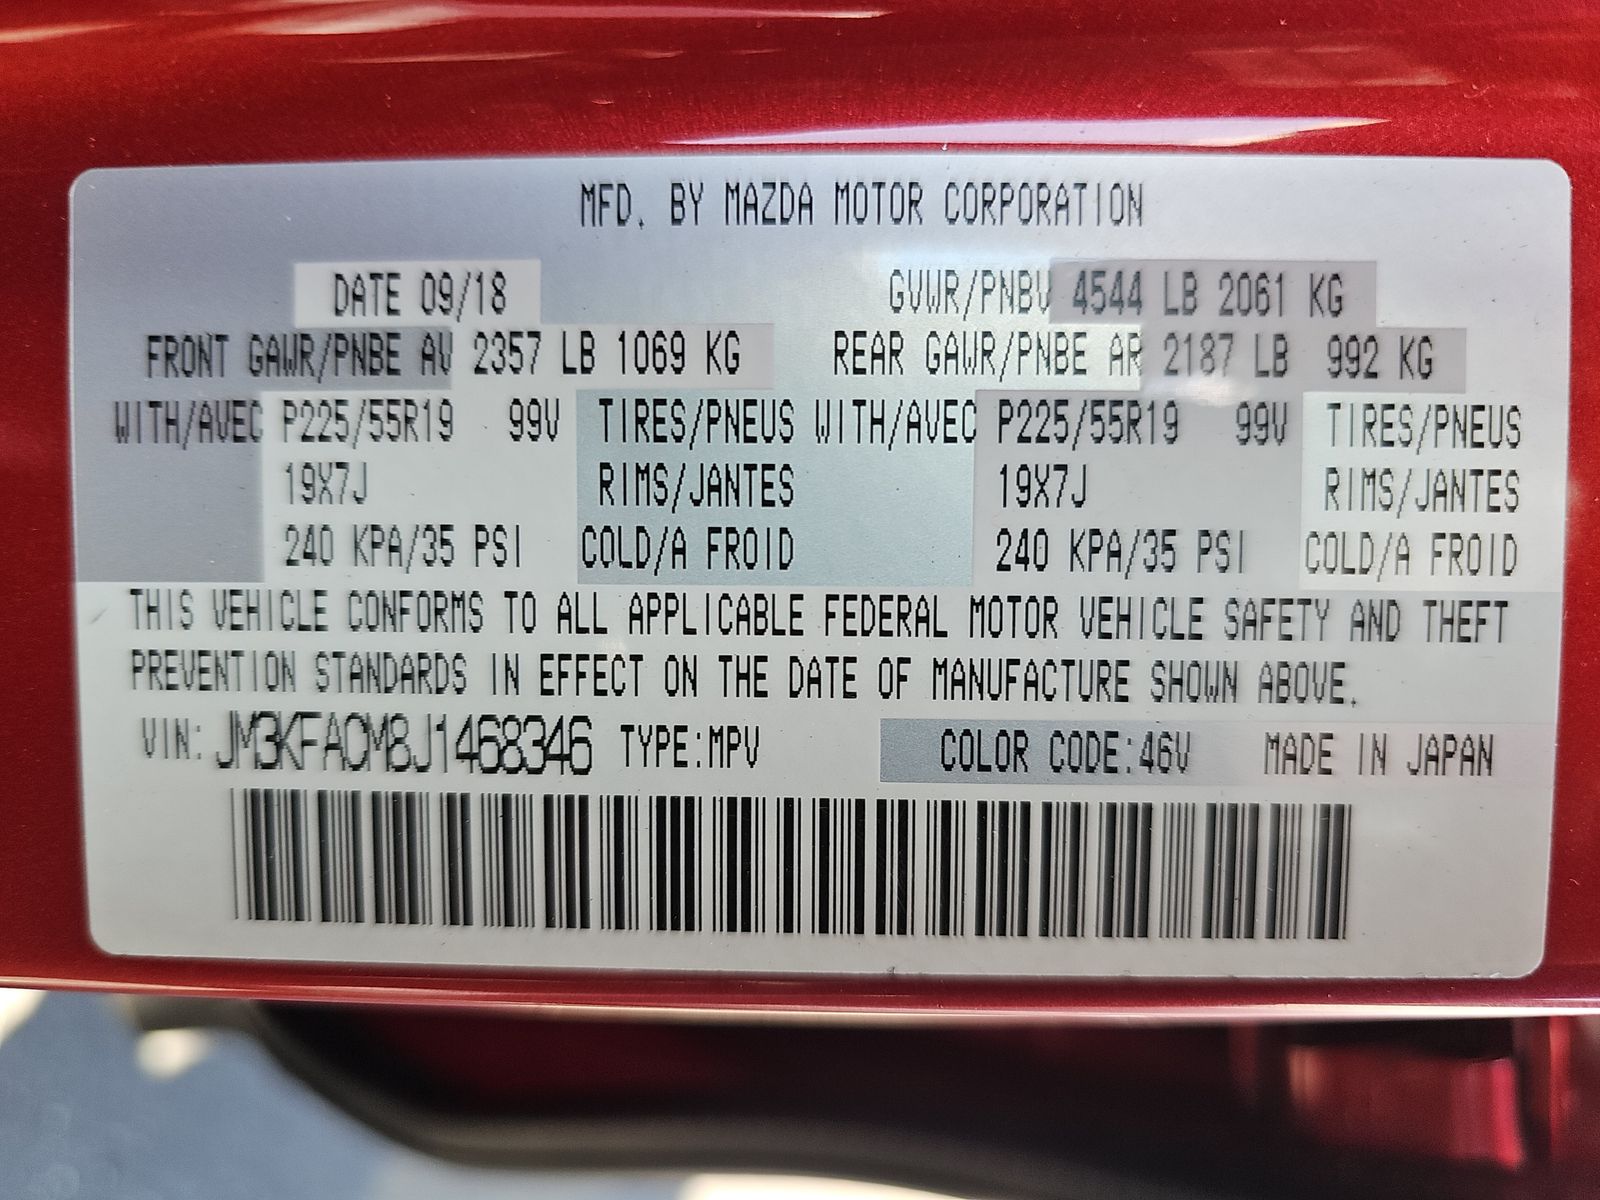 MFD. BY MAZDA MOTOR CORPORATION
DATE 09/18 GVWR/PNBV 4544 LB 2061 KG
FRONT GAWR/PNBE AV 2357 LB 1069 KG REAR GAWR/PNBE AR 2187 LB 992 KG
WITH/AVEC P225/55R19 99V TIRES/PNEUS WITH/AVEC P225/55R19 99V TIRES/PNEUS
19X7J RIMS/JANTES 19X7J RIMS/JANTES
240 KPA/35 PSI COLD/A FROID 240 KPA/35 PSI COLD/A FROID
THIS VEHICLE CONFORMS TO ALL APPLICABLE FEDERAL MOTOR VEHICLE SAFETY AND THEFT
PREVENTION STANDARDS IN EFFECT ON THE DATE OF MANUFACTURE SHOWN ABOVE.
VIN: JM3KFACM8J1468346 TYPE:MPV COLOR CODE:46V MADE IN JAPAN